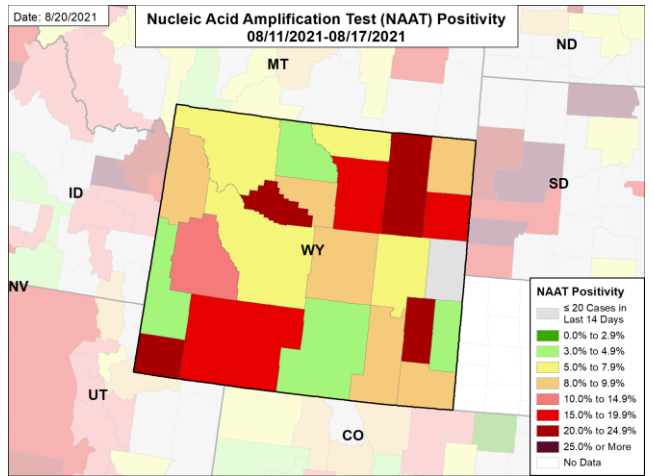 Date: 8/20/2021
Nucleic Acid Amplification Test (NAAT) Positivity
08/11/2021-08/17/2021
ND
MT
ID
SD
WY
NV
NAAT Positivity
≤ 20 Cases in
Last 14 Days
0.0% to 2.9%
3.0% to 4.9%
5.0% to 7.9%
8.0% to 9.9%
10.0% to 14.9%
15.0% to 19.9%
20.0% to 24.9%
25.0% or More
No Data
UT
CO